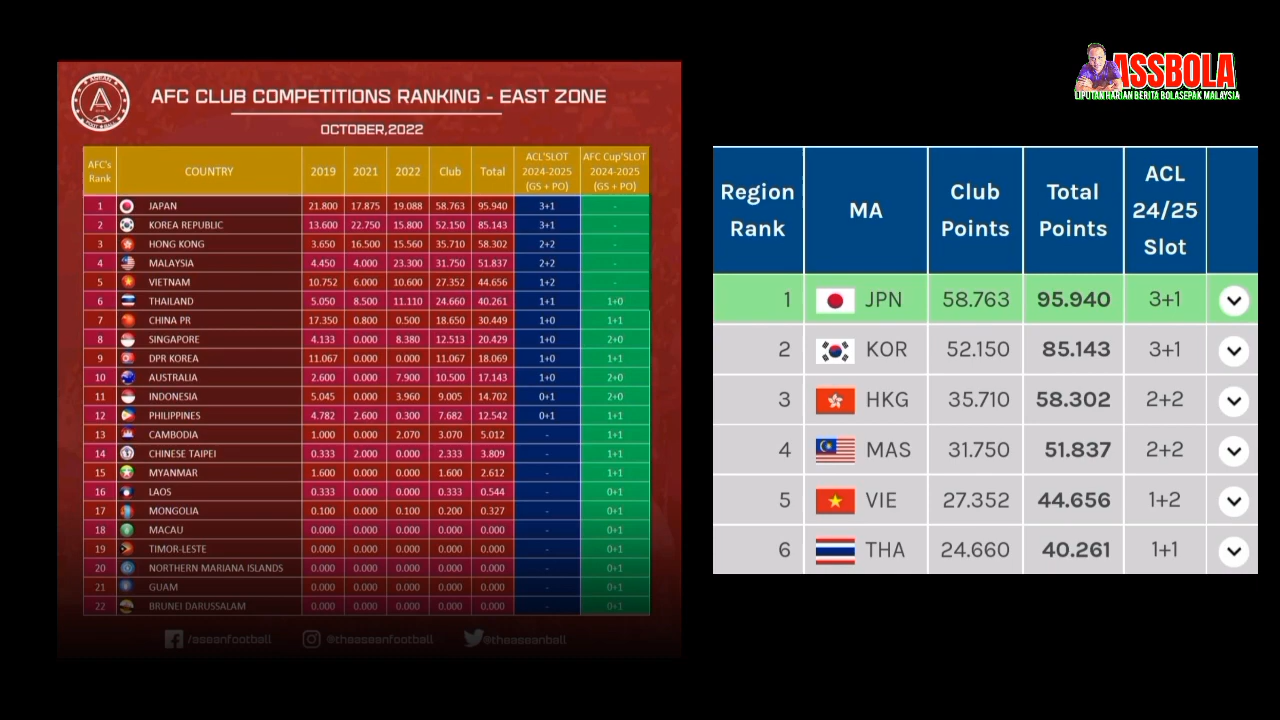 ASSBOLA
LIPUTAN HARIAN BERITA BOLASEPAK MALAYSIA
AFC CLUB COMPETITIONS RANKING - EAST ZONE
OCTOBER,2022
AFC's Rank COUNTRY 2019 2021 2022 Club Total ACL'SLOT 2024-2025 (GS + PO) AFC Cup'SLOT 2024-2025 (GS + PO)
1 JAPAN 21.800 17.875 19.088 58.763 95.940 3+1 -
2 KOREA REPUBLIC 13.600 22.750 15.800 52.150 85.143 3+1 -
3 HONG KONG 3.650 16.500 15.560 35.710 58.302 2+2 -
4 MALAYSIA 4.450 4.000 23.300 31.750 51.837 2+2 -
5 VIETNAM 10.752 6.000 10.600 27.352 44.656 1+2 -
6 THAILAND 5.050 8.500 11.110 24.660 40.261 1+1 1+0
7 CHINA PR 17.350 0.800 0.500 18.650 30.449 1+0 1+1
8 SINGAPORE 4.133 0.000 8.380 12.513 20.429 1+0 2+0
9 DPR KOREA 11.067 0.000 0.000 11.067 18.069 1+0 1+1
10 AUSTRALIA 2.600 0.000 7.900 10.500 17.143 1+0 2+0
11 INDONESIA 5.045 0.000 3.960 9.005 14.702 0+1 2+0
12 PHILIPPINES 4.782 2.600 0.300 7.682 12.542 0+1 1+1
13 CAMBODIA 1.000 0.000 2.070 3.070 5.012 - 1+1
14 CHINESE TAIPEI 0.333 2.000 0.000 2.333 3.809 - 1+1
15 MYANMAR 1.600 0.000 0.000 1.600 2.612 - 1+1
16 LAOS 0.333 0.000 0.000 0.333 0.544 - 0+1
17 MONGOLIA 0.100 0.000 0.100 0.200 0.327 - 0+1
18 MACAU 0.000 0.000 0.000 0.000 0.000 - 0+1
19 TIMOR-LESTE 0.000 0.000 0.000 0.000 0.000 - 0+1
20 NORTHERN MARIANA ISLANDS 0.000 0.000 0.000 0.000 0.000 - 0+1
21 GUAM 0.000 0.000 0.000 0.000 0.000 - 0+1
22 BRUNEI DARUSSALAM 0.000 0.000 0.000 0.000 0.000 - 0+1
/aseanfootball @theaseanfootball @theaseanball
Region Rank MA Club Points Total Points ACL 24/25 Slot
1 JPN 58.763 95.940 3+1
2 KOR 52.150 85.143 3+1
3 HKG 35.710 58.302 2+2
4 MAS 31.750 51.837 2+2
5 VIE 27.352 44.656 1+2
6 THA 24.660 40.261 1+1